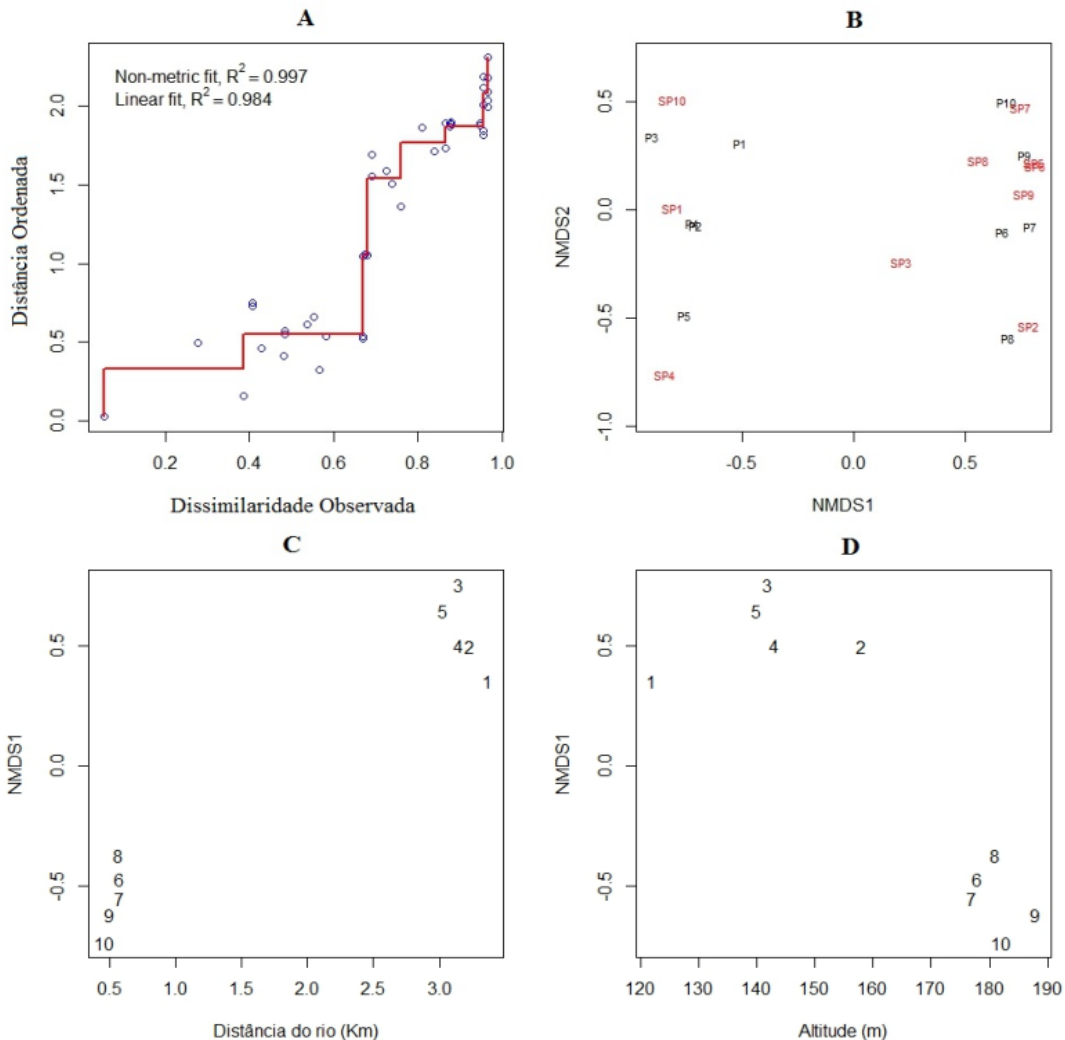 A
Non-metric fit, R² = 0.997
Linear fit, R² = 0.984
Distância Ordenada
0.0
0.5
1.0
1.5
2.0
0.2 0.4 0.6 0.8 1.0
Dissimilaridade Observada
B
NMDS2
0.5
0.0
-0.5
-1.0
SP10
P3
P1
SP1
P2
P5
SP4
P10
SP7
SP8
P9
SP9
P6
P7
SP3
SP2
P8
-0.5 0.0 0.5
NMDS1
C
NMDS1
0.5
0.0
-0.5
3
5
42
1
8
6
7
9
10
0.5 1.0 1.5 2.0 2.5 3.0
Distância do rio (Km)
D
NMDS1
0.5
0.0
-0.5
3
5
4 2
1
8
6
7
9
10
120 130 140 150 160 170 180 190
Altitude (m)